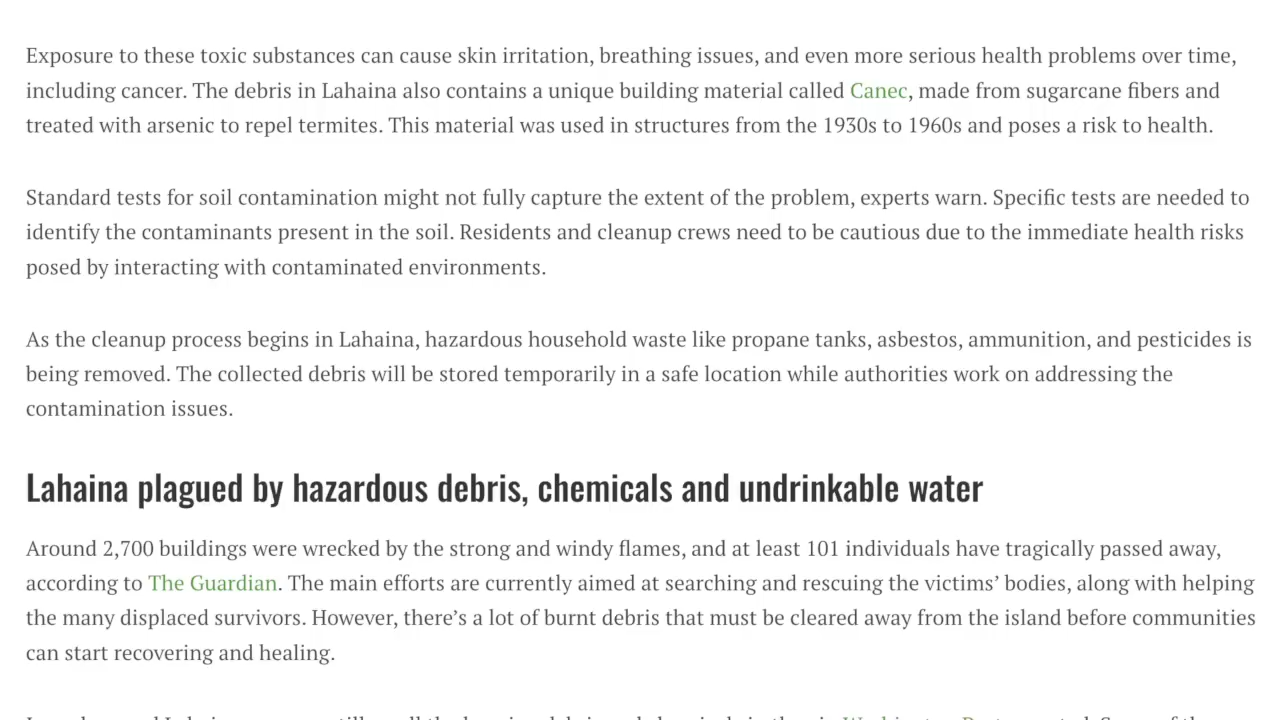 Exposure to these toxic substances can cause skin irritation, breathing issues, and even more serious health problems over time,
including cancer. The debris in Lahaina also contains a unique building material called Canec, made from sugarcane fibers and
treated with arsenic to repel termites. This material was used in structures from the 1930s to 1960s and poses a risk to health.
Standard tests for soil contamination might not fully capture the extent of the problem, experts warn. Specific tests are needed to
identify the contaminants present in the soil. Residents and cleanup crews need to be cautious due to the immediate health risks
posed by interacting with contaminated environments.
As the cleanup process begins in Lahaina, hazardous household waste like propane tanks, asbestos, ammunition, and pesticides is
being removed. The collected debris will be stored temporarily in a safe location while authorities work on addressing the
contamination issues.
Lahaina plagued by hazardous debris, chemicals and undrinkable water
Around 2,700 buildings were wrecked by the strong and windy flames, and at least 101 individuals have tragically passed away,
according to The Guardian. The main efforts are currently aimed at searching and rescuing the victims’ bodies, along with helping
the many displaced survivors. However, there’s a lot of burnt debris that must be cleared away from the island before communities
can start recovering and healing.